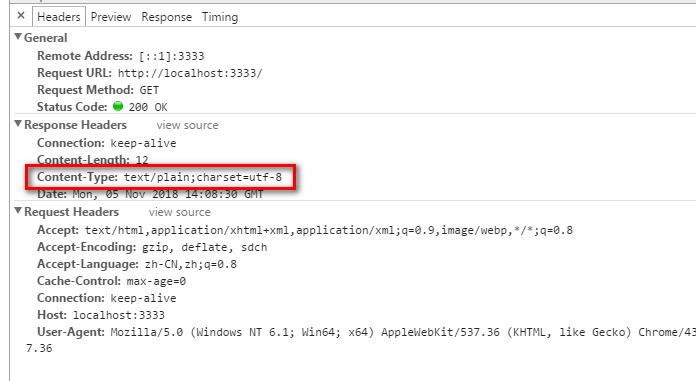 × Headers Preview Response Timing
▼General
Remote Address: [::1]:3333
Request URL: http://localhost:3333/
Request Method: GET
Status Code: 200 OK
▼Response Headers view source
Connection: keep-alive
Content-Length: 12
Content-Type: text/plain;charset=utf-8
Date: Mon, 05 Nov 2018 14:08:30 GMT
▼Request Headers view source
Accept: text/html,application/xhtml+xml,application/xml;q=0.9,image/webp,*/*;q=0.8
Accept-Encoding: gzip, deflate, sdch
Accept-Language: zh-CN,zh;q=0.8
Cache-Control: max-age=0
Connection: keep-alive
Host: localhost:3333
User-Agent: Mozilla/5.0 (Windows NT 6.1; Win64; x64) AppleWebKit/537.36 (KHTML, like Gecko) Chrome/43
7.36